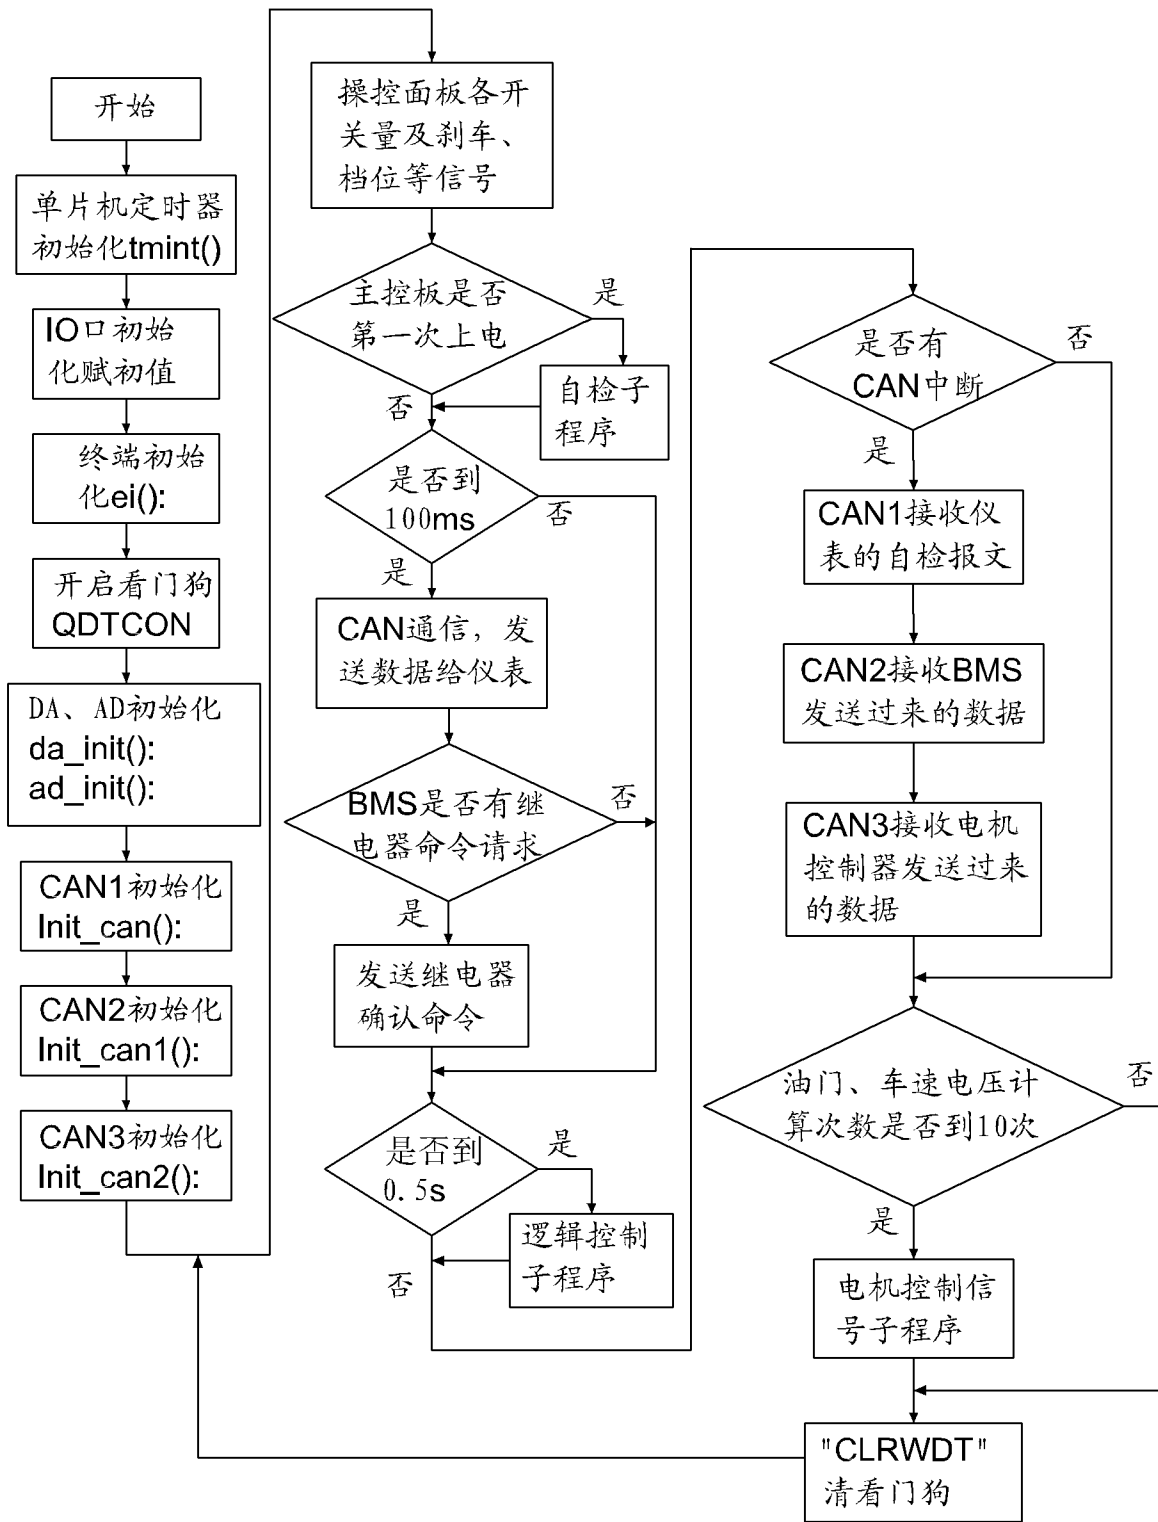 开始
单片机定时器
初始化tmint()
IO口初始
化赋初值
终端初始
化ei():
开启看门狗
QDTCON
DA、AD初始化
da_init():
ad_init():
CAN1初始化
Init_can():
CAN2初始化
Init_can1():
CAN3初始化
Init_can2():
操控面板各开
关量及刹车、
档位等信号
主控板是否
第一次上电
是
自检子
程序
否
是否到
100ms
否
是
CAN通信，发
送数据给仪表
BMS是否有继
电器命令请求
否
是
发送继电器
确认命令
是否到
0.5s
是
逻辑控制
子程序
否
是否有
CAN中断
否
是
CAN1接收仪
表的自检报文
CAN2接收BMS
发送过来的数据
CAN3接收电机
控制器发送过来
的数据
油门、车速电压计
算次数是否到10次
否
是
电机控制信
号子程序
"CLRWDT"
清看门狗